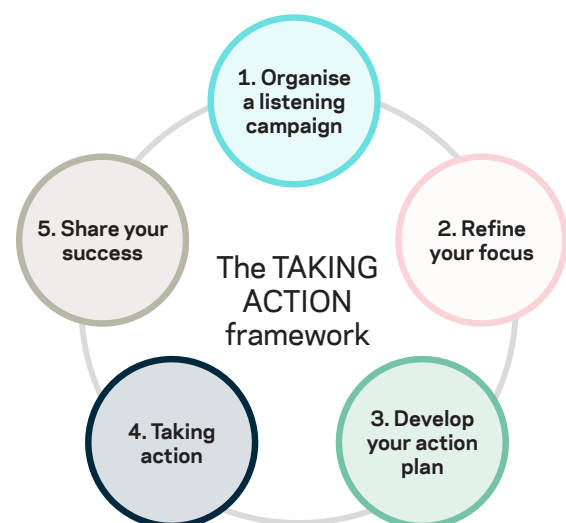 1. Organise
a listening
campaign
2. Refine
your focus
3. Develop
your action
plan
4. Taking
action
5. Share your
success
The TAKING
ACTION
framework